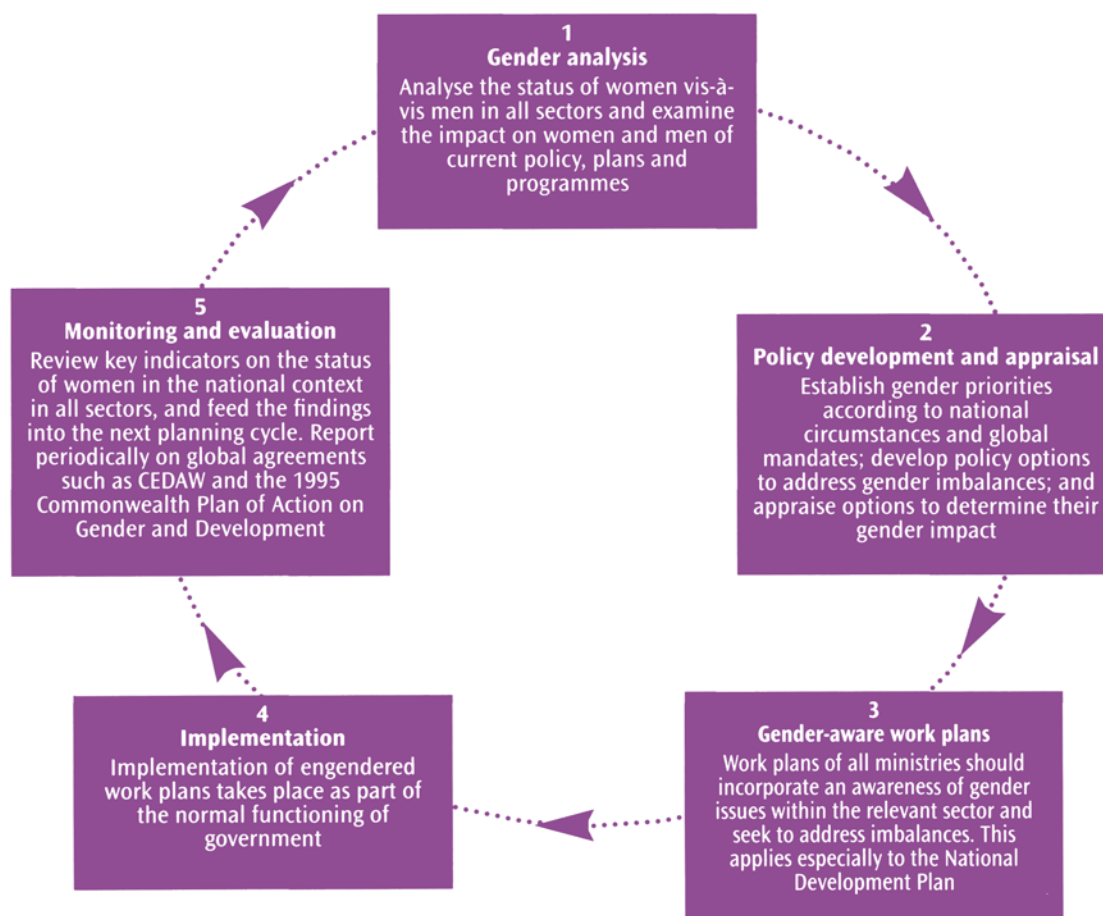 1
Gender analysis
Analyse the status of women vis-à-
vis men in all sectors and examine
the impact on women and men of
current policy, plans and
programmes
2
Policy development and appraisal
Establish gender priorities
according to national
circumstances and global
mandates; develop policy options
to address gender imbalances; and
appraise options to determine their
gender impact
3
Gender-aware work plans
Work plans of all ministries should
incorporate an awareness of gender
issues within the relevant sector and
seek to address imbalances. This
applies especially to the National
Development Plan
4
Implementation
Implementation of engendered
work plans takes place as part of
the normal functioning of
government
5
Monitoring and evaluation
Review key indicators on the status
of women in the national context
in all sectors, and feed the findings
into the next planning cycle. Report
periodically on global agreements
such as CEDAW and the 1995
Commonwealth Plan of Action on
Gender and Development